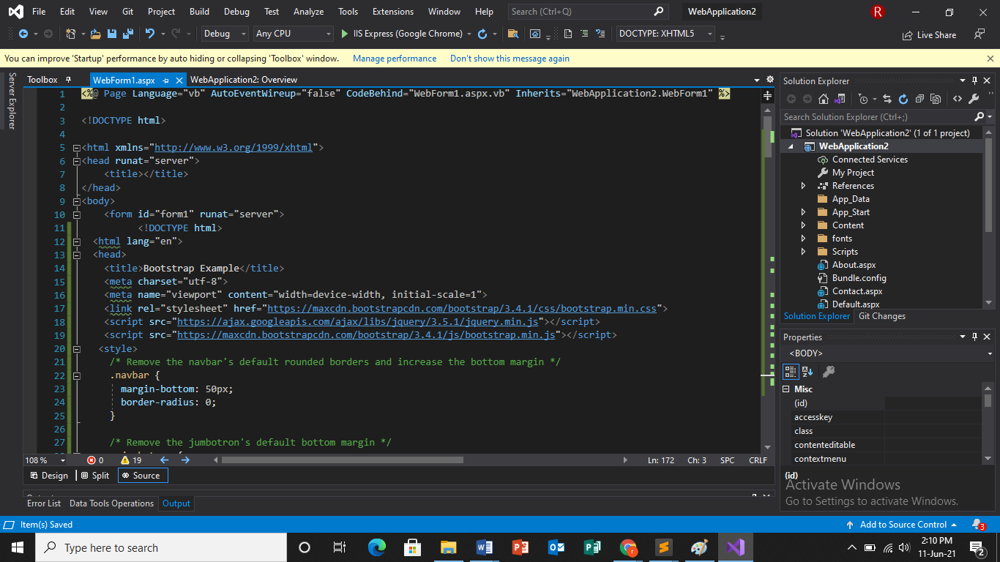 File Edit View Git Project Build Debug Test Analyze Tools Extensions Window Help Search (Ctrl+Q) WebApplication2 R
Debug Any CPU IIS Express (Google Chrome) DOCTYPE: XHTML5 Live Share
You can improve 'Startup' performance by auto hiding or collapsing 'Toolbox' window. Manage performance Don't show this message again
Server Explorer
Toolbox WebForm1.aspx WebApplication2: Overview
1 <%@ Page Language="vb" AutoEventWireup="false" CodeBehind="WebForm1.aspx.vb" Inherits="WebApplication2.WebForm1" %>
2
3 <!DOCTYPE html>
4
5 <html xmlns="http://www.w3.org/1999/xhtml">
6 <head runat="server">
7 <title></title>
8 </head>
9 <body>
10 <form id="form1" runat="server">
11 <!DOCTYPE html>
12 <html lang="en">
13 <head>
14 <title>Bootstrap Example</title>
15 <meta charset="utf-8">
16 <meta name="viewport" content="width=device-width, initial-scale=1">
17 <link rel="stylesheet" href="https://maxcdn.bootstrapcdn.com/bootstrap/3.4.1/css/bootstrap.min.css">
18 <script src="https://ajax.googleapis.com/ajax/libs/jquery/3.5.1/jquery.min.js"></script>
19 <script src="https://maxcdn.bootstrapcdn.com/bootstrap/3.4.1/js/bootstrap.min.js"></script>
20 <style>
21 /* Remove the navbar's default rounded borders and increase the bottom margin */
22 .navbar {
23 margin-bottom: 50px;
24 border-radius: 0;
25 }
26
27 /* Remove the jumbotron's default bottom margin */
108 % 0 19 Ln: 172 Ch: 3 SPC CRLF
Design Split Source
Error List Data Tools Operations Output
Solution Explorer
Search Solution Explorer (Ctrl+;)
Solution 'WebApplication2' (1 of 1 project)
WebApplication2
Connected Services
My Project
References
App_Data
App_Start
Content
fonts
Scripts
About.aspx
Bundle.config
Contact.aspx
Default.aspx
Solution Explorer Git Changes
Properties
<BODY>
Misc
(id)
accesskey
class
contenteditable
contextmenu
(id)
Activate Windows
Go to Settings to activate Windows.
Item(s) Saved Add to Source Control 3
Type here to search
2:10 PM
11-Jun-21
2